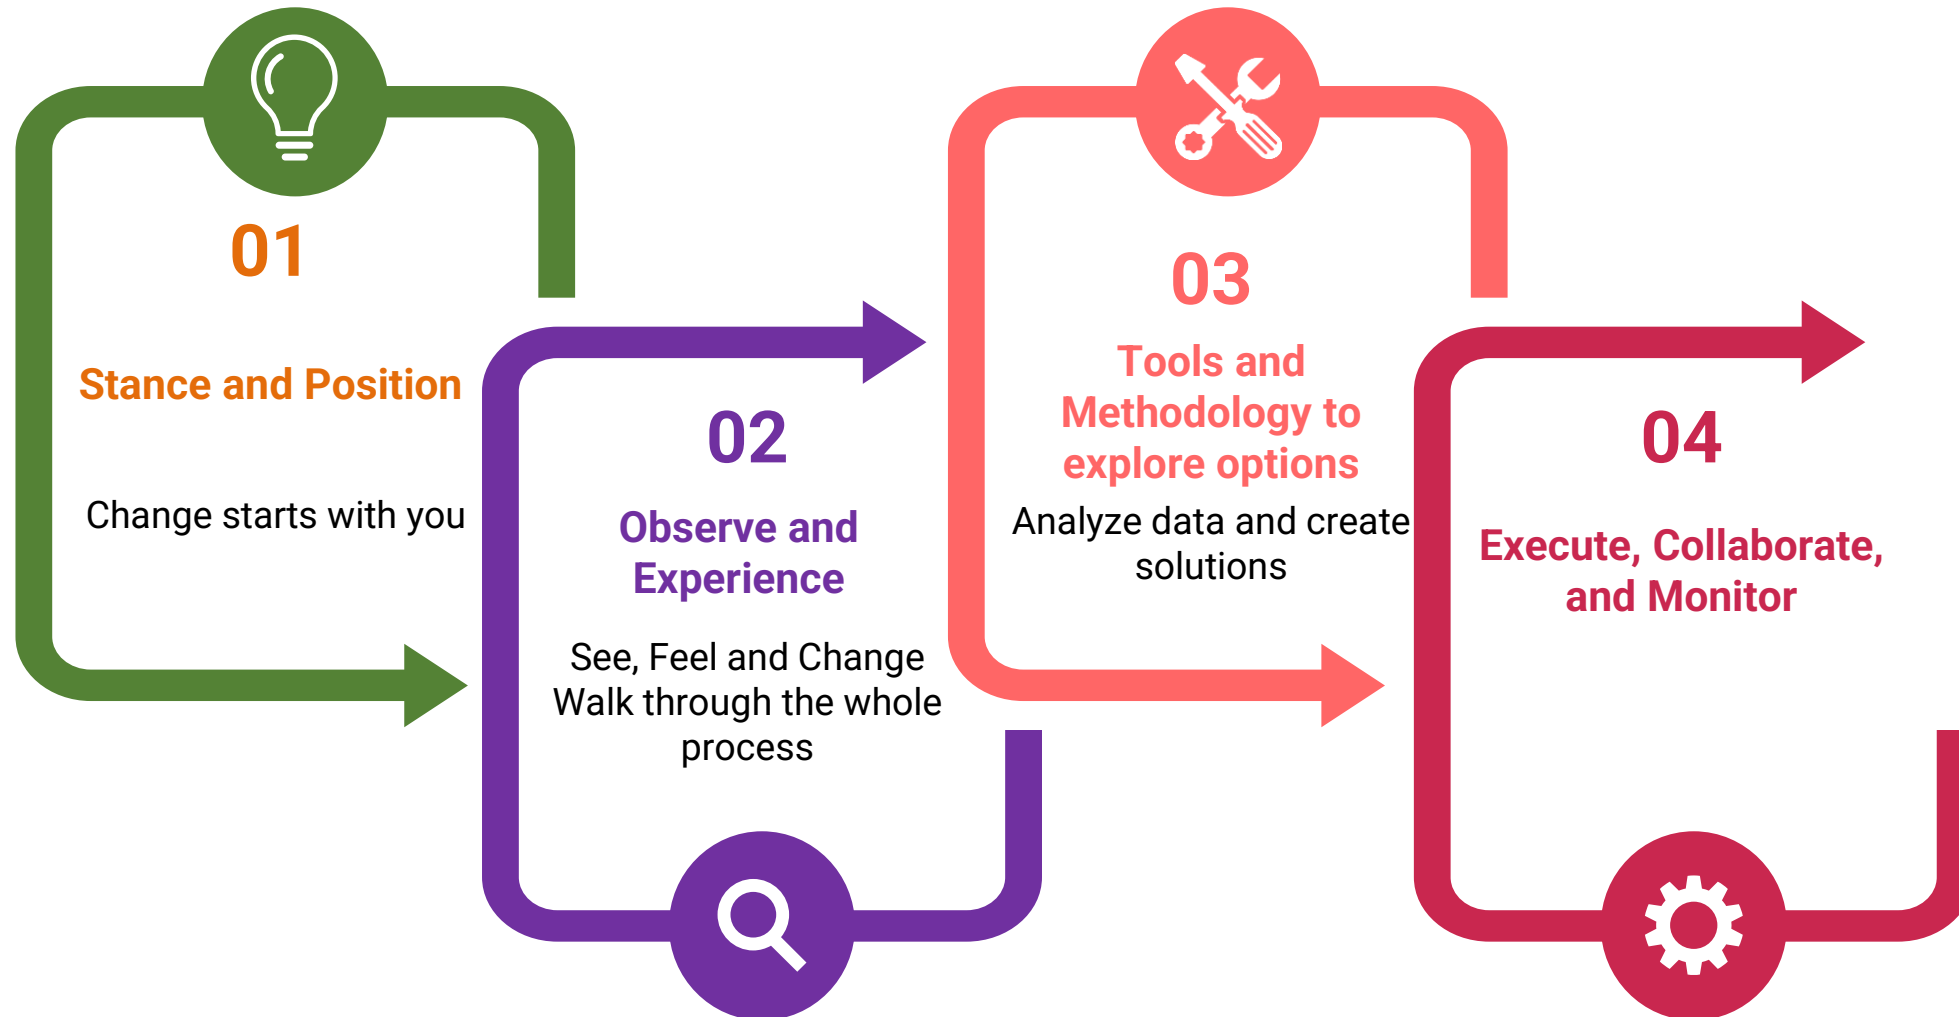 01
Stance and Position
Change starts with you
02
Observe and
Experience
See, Feel and Change
Walk through the whole
process
03
Tools and
Methodology to
explore options
Analyze data and create
solutions
04
Execute, Collaborate,
and Monitor